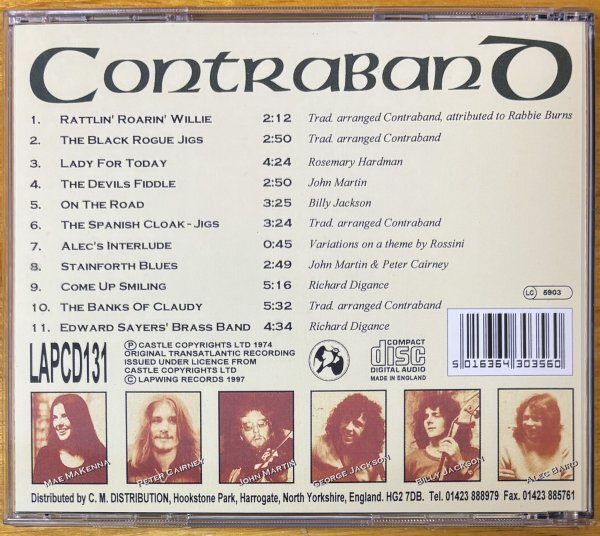 CONTRABAND
1. RATTLIN' ROARIN' WILLIE 2:12 Trad. arranged Contraband, attributed to Rabbie Burns
2. THE BLACK ROGUE JIGS 2:50 Trad. arranged Contraband
3. LADY FOR TODAY 4:24 Rosemary Hardman
4. THE DEVILS FIDDLE 2:50 John Martin
5. ON THE ROAD 3:25 Billy Jackson
6. THE SPANISH CLOAK - JIGS 3:24 Trad. arranged Contraband
7. ALEC'S INTERLUDE 0:45 Variations on a theme by Rossini
8. STAINFORTH BLUES 2:49 John Martin & Peter Cairney
9. COME UP SMILING 5:16 Richard Digance
LC 5903
10. THE BANKS OF CLAUDY 5:32 Trad. arranged Contraband
11. EDWARD SAYERS' BRASS BAND 4:34 Richard Digance
LAPCD131
Ⓟ CASTLE COPYRIGHTS LTD 1974
ORIGINAL TRANSATLANTIC RECORDING
ISSUED UNDER LICENCE FROM
CASTLE COPYRIGHTS LTD
© LAPWING RECORDS 1997
COMPACT
disc
DIGITAL AUDIO
MADE IN ENGLAND
5 016364 303560
MAE MAKENNA
PETER CAIRNEY
JOHN MARTIN
GEORGE JACKSON
BILLY JACKSON
ALEC BAIRD
Distributed by C. M. DISTRIBUTION, Hookstone Park, Harrogate, North Yorkshire, England. HG2 7DB. Tel. 01423 888979 Fax. 01423 885761